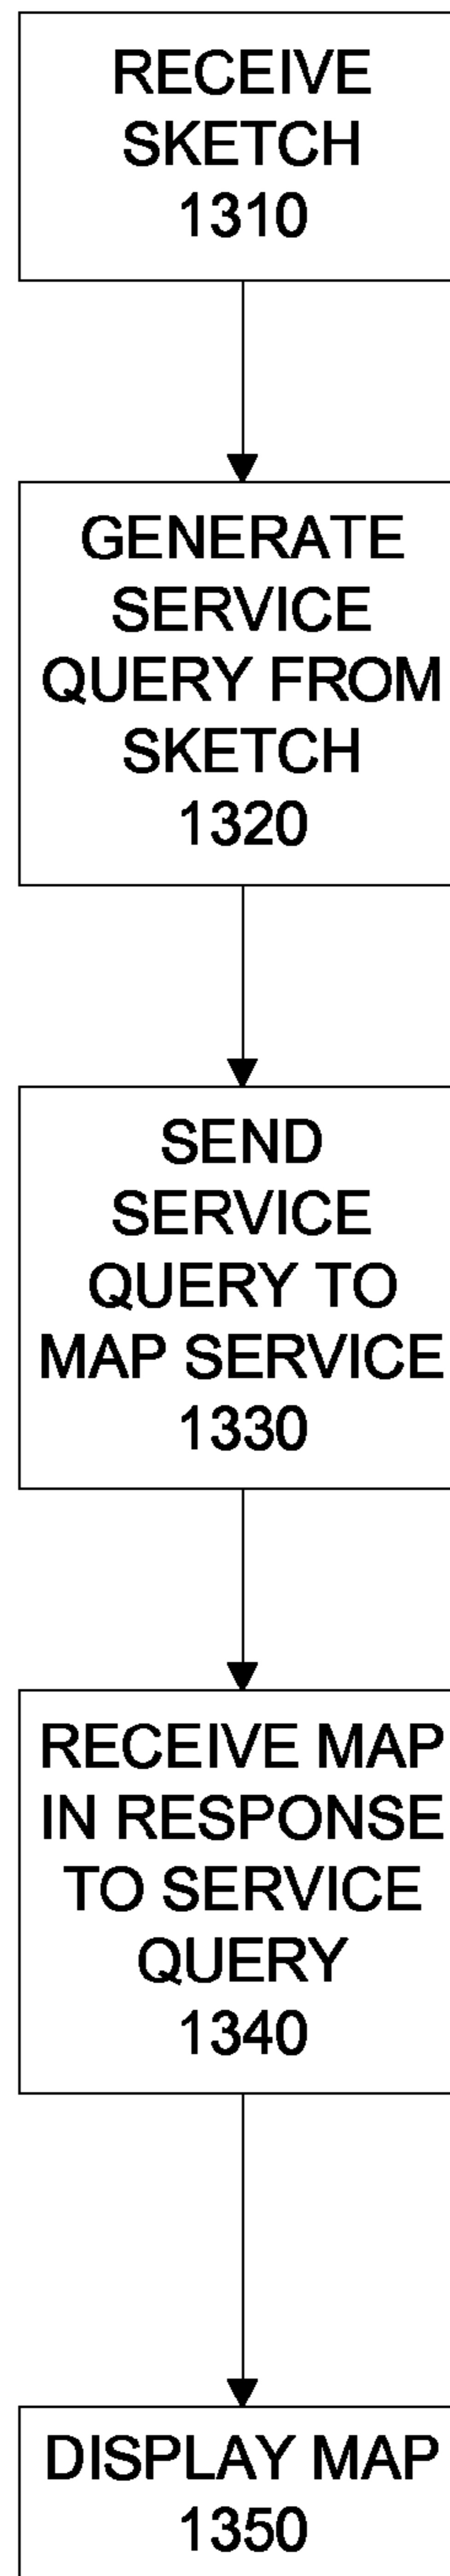 RECEIVE
SKETCH
1310
GENERATE
SERVICE
QUERY FROM
SKETCH
1320
SEND
SERVICE
QUERY TO
MAP SERVICE
1330
RECEIVE MAP
IN RESPONSE
TO SERVICE
QUERY
1340
DISPLAY MAP
1350